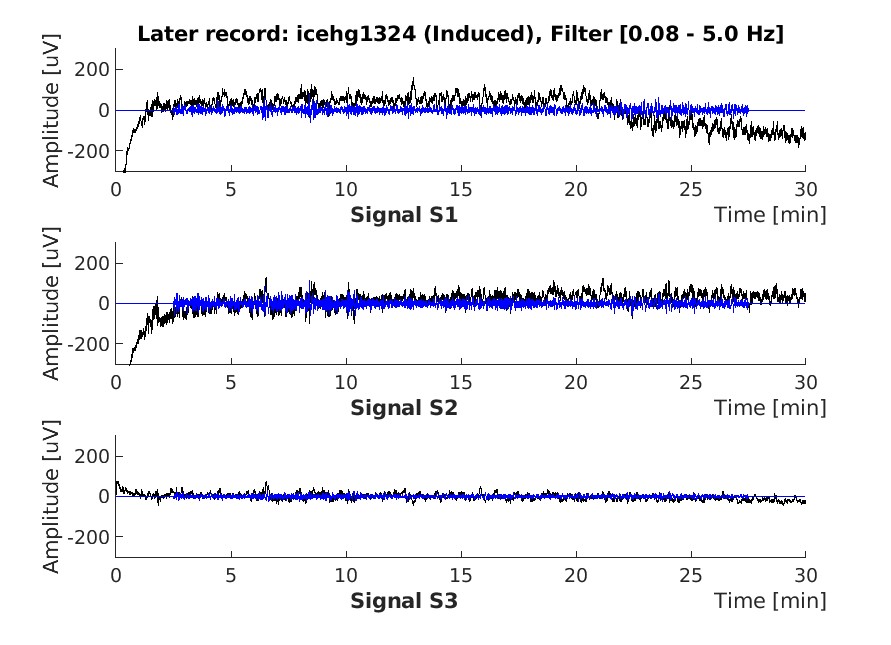 Later record: icehg1324 (Induced), Filter [0.08 - 5.0 Hz]
Amplitude [uV]
200
0
-200
0 5 10 15 20 25 30
Signal S1 Time [min]
Amplitude [uV]
200
0
-200
0 5 10 15 20 25 30
Signal S2 Time [min]
Amplitude [uV]
200
0
-200
0 5 10 15 20 25 30
Signal S3 Time [min]